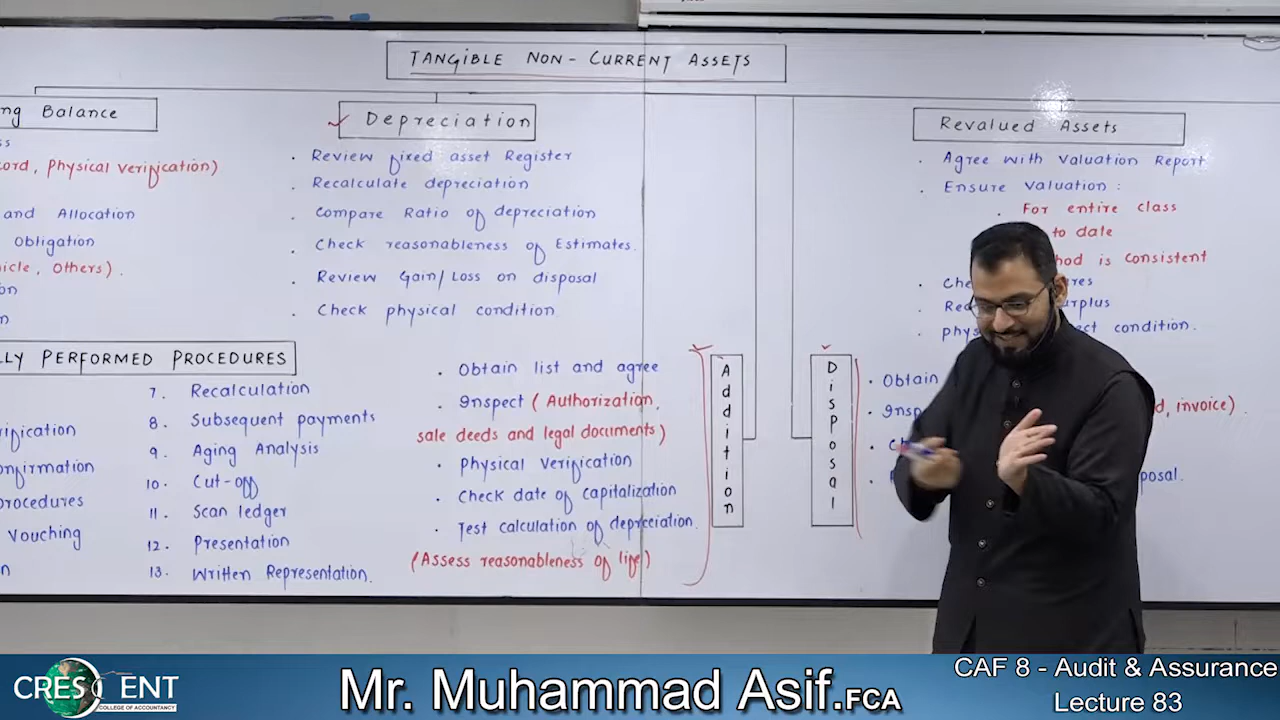 TANGIBLE NON-CURRENT ASSETS
ng Balance
ss
cord, Physical verification)
and Allocation
Obligation
icle, Others).
on
n
✓ Depreciation
. Review fixed asset Register
. Recalculate depreciation
. Compare Ratio of depreciation
. Check reasonableness of Estimates.
. Review Gain/Loss on disposal
. Check physical condition
Revalued Assets
. Agree with Valuation Report
. Ensure Valuation :
. For entire class
to date
hod is consistent
. Che res
. Re urplus
. phys ct condition.
LLY PERFORMED PROCEDURES
rification
onfirmation
procedures
Vouching
n
7. Recalculation
8. Subsequent payments
9. Aging Analysis
10. Cut-off
11. Scan ledger
12. Presentation
13. Written Representation.
. Obtain list and agree
. Inspect (Authorization,
sale deeds and legal documents)
. Physical Verification
. Check date of capitalization
. Test calculation of depreciation.
(Assess reasonableness of life)
Addition
Disposal
. Obtain
. Insp d, invoice).
. C
posal.
CRESCENT
COLLEGE OF ACCOUNTANCY
Mr. Muhammad Asif.FCA
CAF 8 - Audit & Assurance
Lecture 83